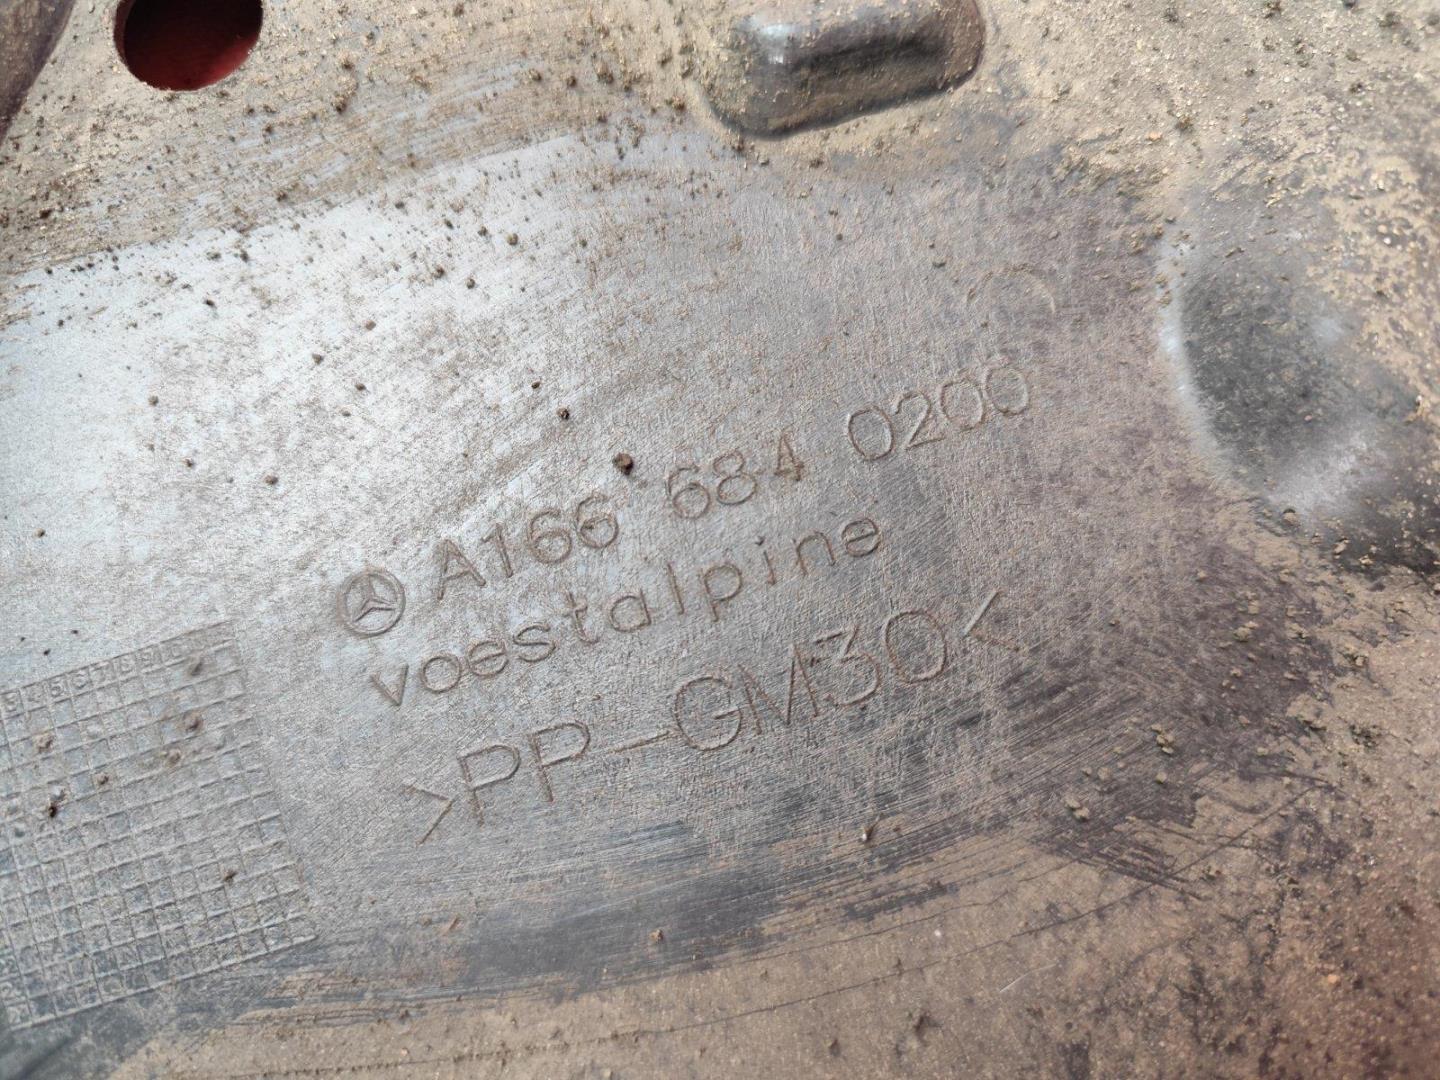 A166 684 0200
voestalpine
>PP-GM30<